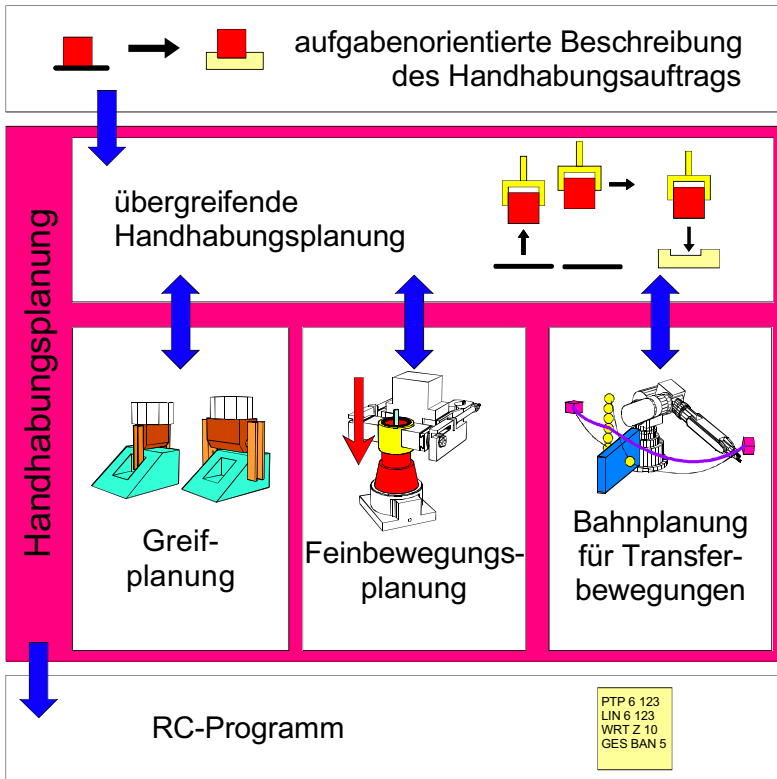 aufgabenorientierte Beschreibung
des Handhabungsauftrags
Handhabungsplanung
übergreifende
Handhabungsplanung
Greif-
planung
Feinbewegungs-
planung
Bahnplanung
für Transfer-
bewegungen
RC-Programm
PTP 6 123
LIN 6 123
WRT Z 10
GES BAN 5